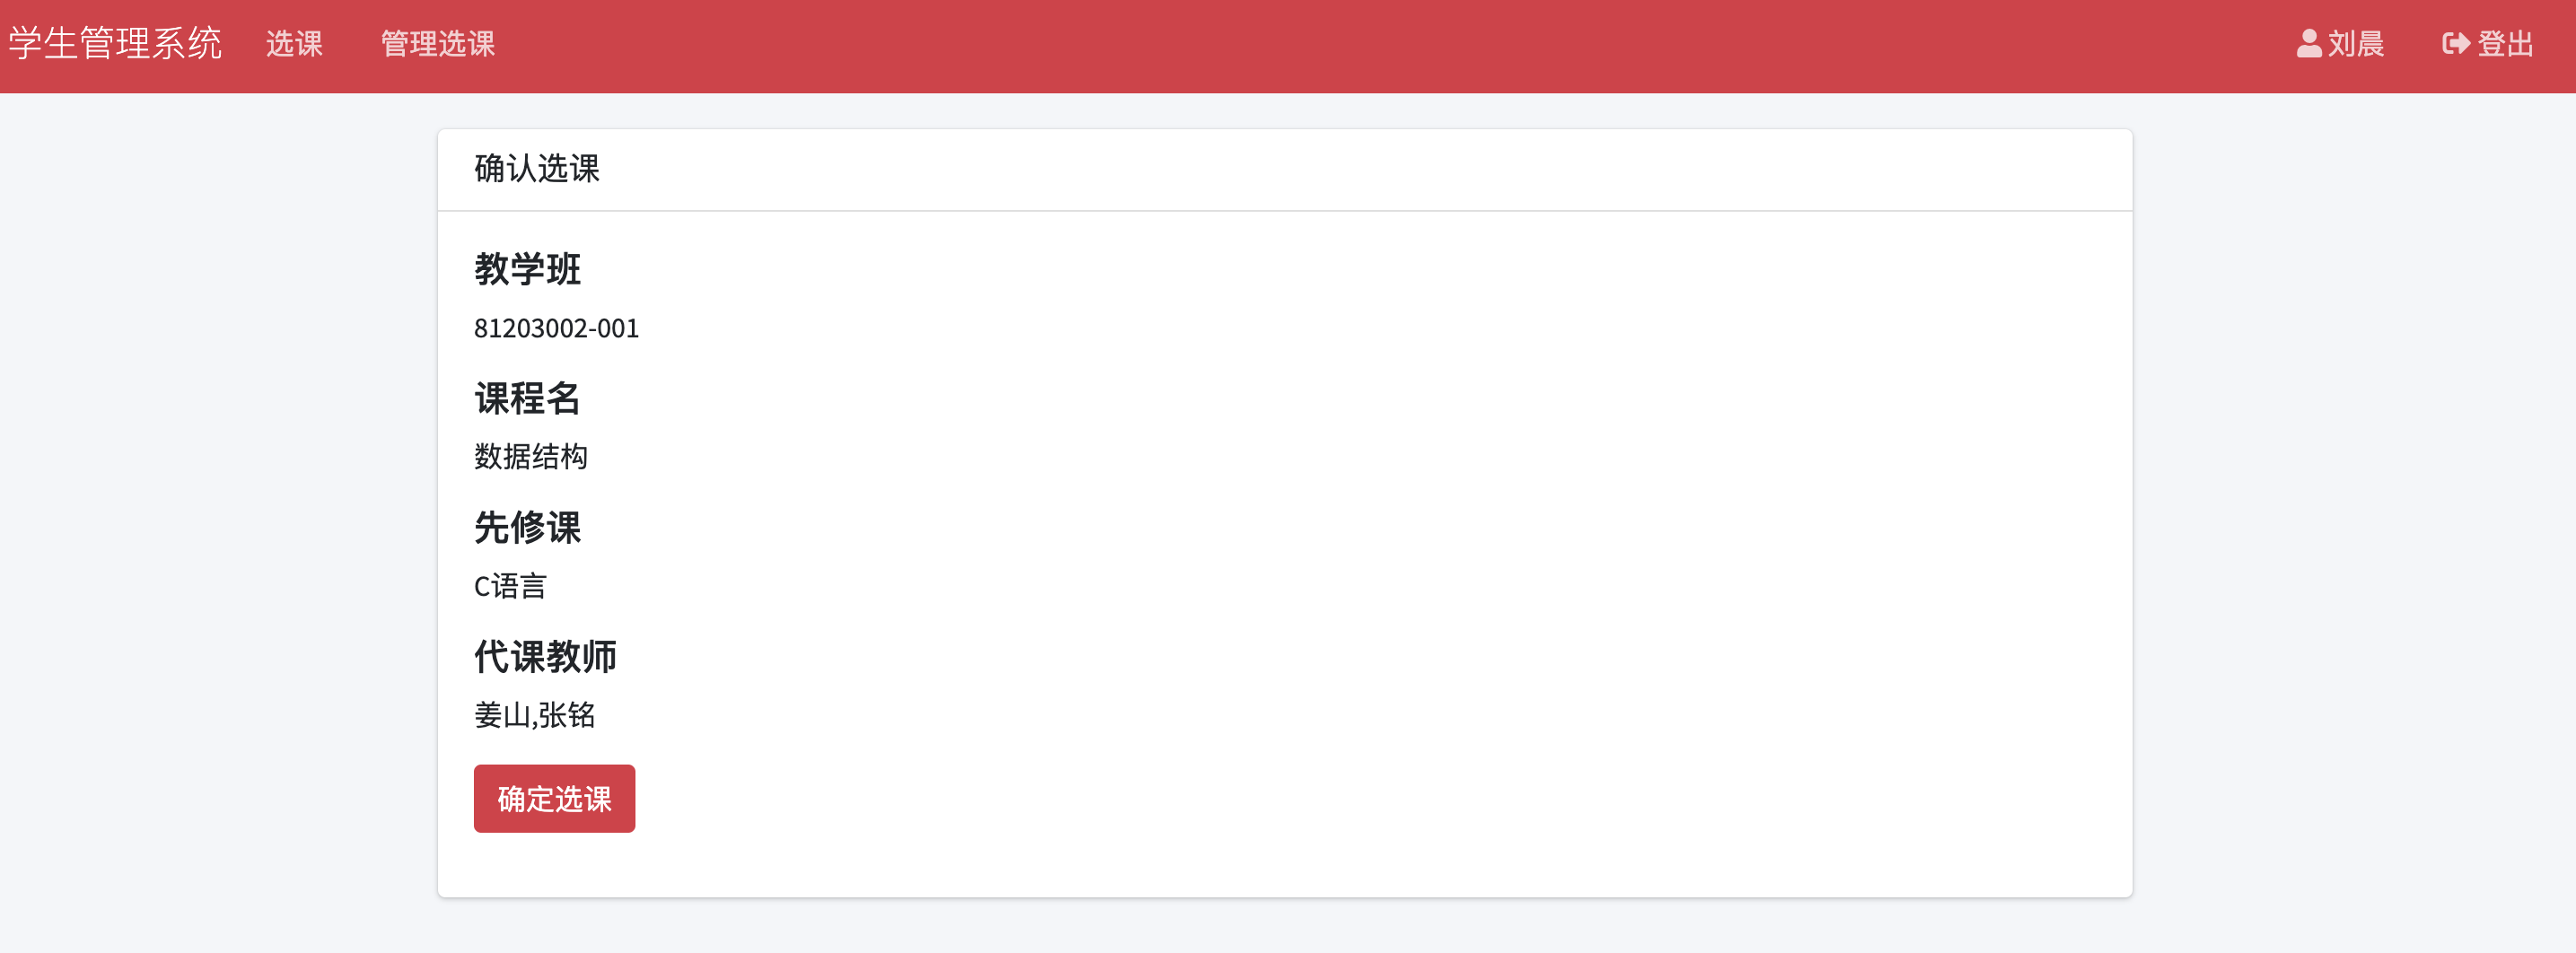 学生管理系统 选课 管理选课 刘晨 登出
确认选课
教学班
81203002-001
课程名
数据结构
先修课
C语言
代课教师
姜山,张铭
确定选课